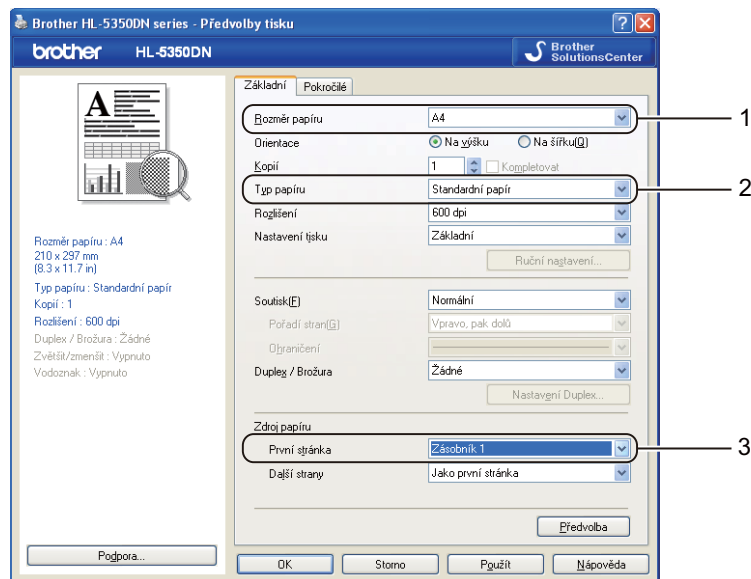 Brother HL-5350DN series - Předvolby tisku
brother HL-5350DN
Brother
SolutionsCenter
Základní Pokročilé
A
Rozměr papíru A4 1
Orientace Na výšku Na šířku(Q)
Kopií 1 Kompletovat
Typ papíru Standardní papír 2
Rozlišení 600 dpi
Nastavení tisku Základní
Ruční nastavení...
Rozměr papíru : A4
210 x 297 mm
(8.3 x 11.7 in)
Typ papíru : Standardní papír
Kopií : 1
Rozlišení : 600 dpi
Duplex / Brožura : Žádné
Zvětšit/zmenšit : Vypnuto
Vodoznak : Vypnuto
Soutisk(F) Normální
Pořadí stran(G) Vpravo, pak dolů
Ohraničení
Duplex / Brožura Žádné
Nastavení Duplex...
Zdroj papíru
První stránka Zásobník 1 3
Další strany Jako první stránka
Předvolba
Podpora...
OK Storno Použít Nápověda